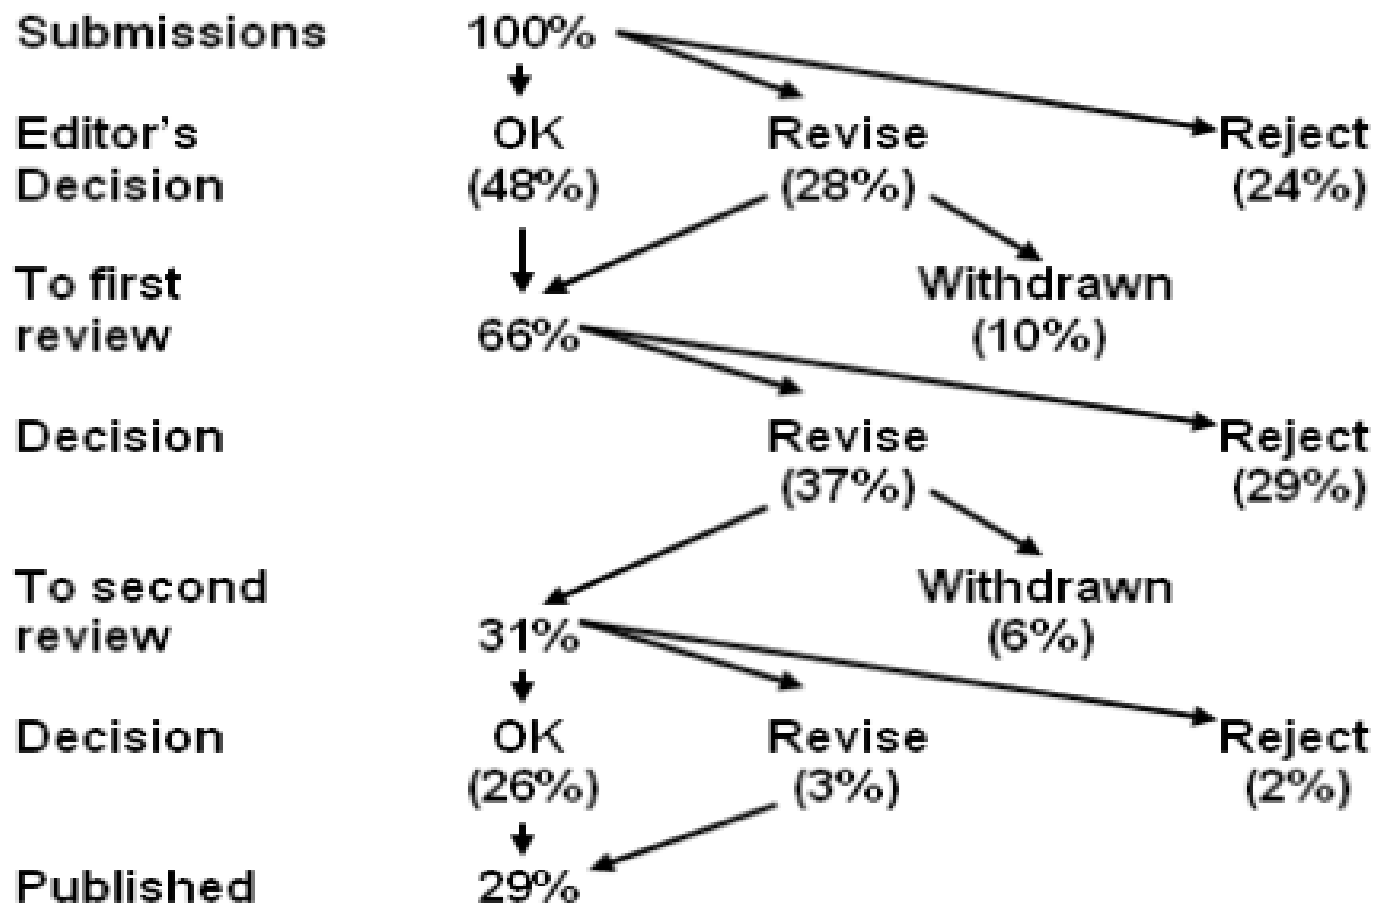 Submissions 100%
Editor's OK Revise Reject
Decision (48%) (28%) (24%)
To first Withdrawn
review 66% (10%)
Decision Revise Reject
(37%) (29%)
To second Withdrawn
review 31% (6%)
Decision OK Revise Reject
(26%) (3%) (2%)
Published 29%